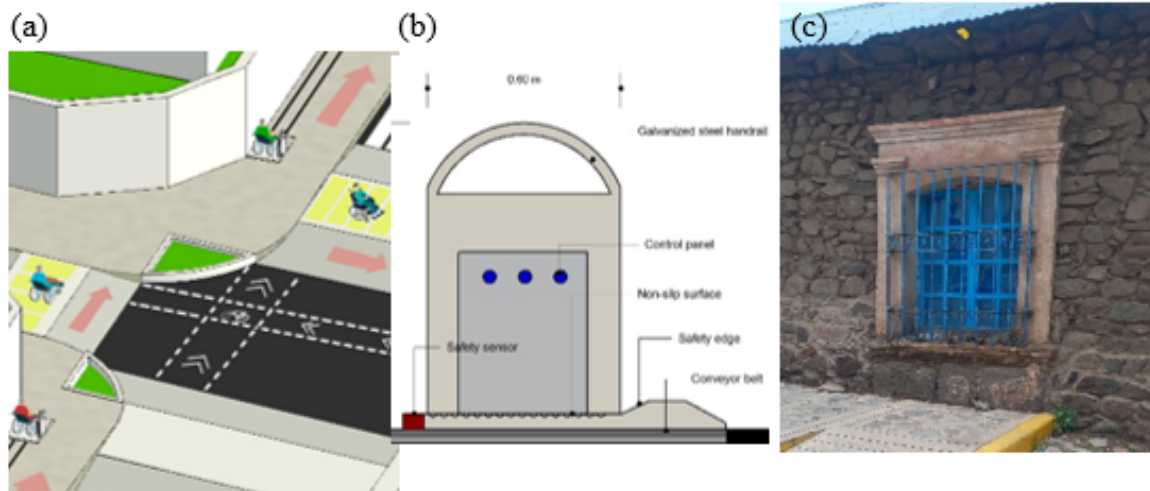 (a)
(b)
(c)
0.60 m
Galvanized steel handrail
Control panel
Non-slip surface
Safety edge
Safety sensor
Conveyor belt